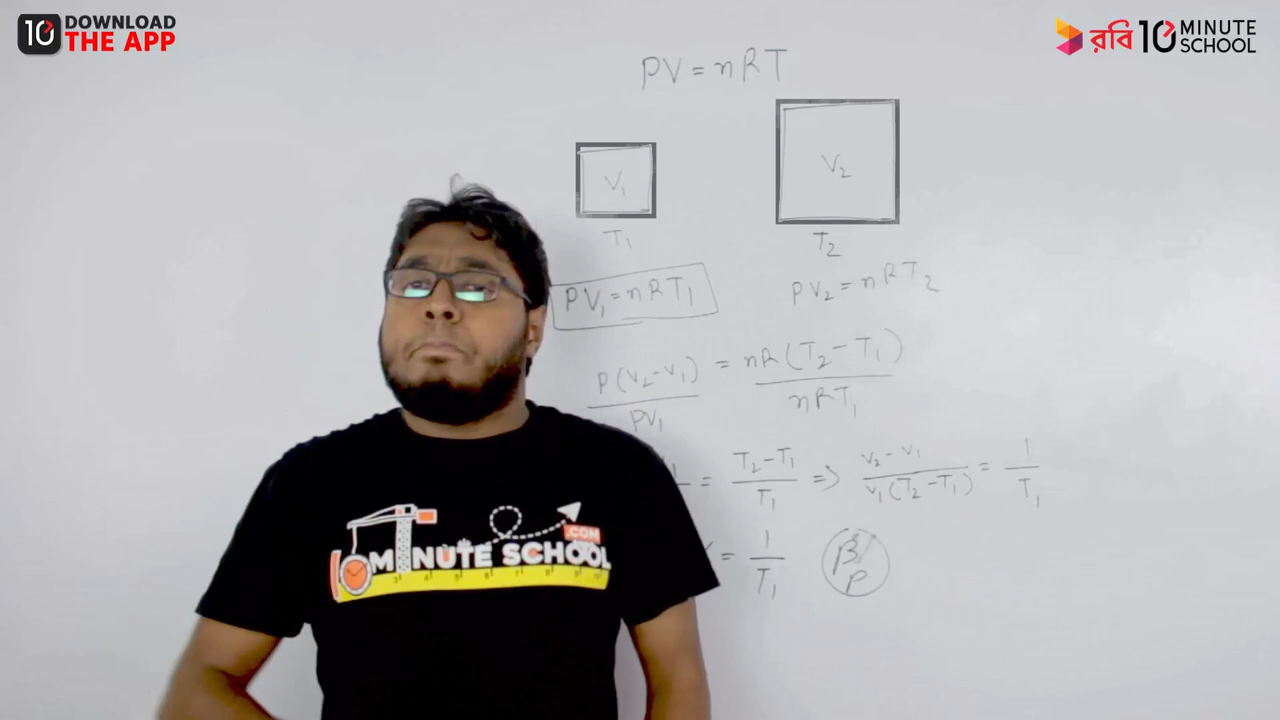 10 DOWNLOAD
THE APP
রবি 10 MINUTE
SCHOOL
PV = nRT
V₁
V₂
T₁
T₂
PV₁ = nRT₁
PV₂ = nRT₂
P(V₂-V₁)/PV₁ = nR(T₂-T₁)/nRT₁
= T₂-T₁/T₁ ⇒ V₂-V₁/V₁(T₂-T₁) = 1/T₁
= 1/T₁
10 MINUTE SCHOOL
.COM